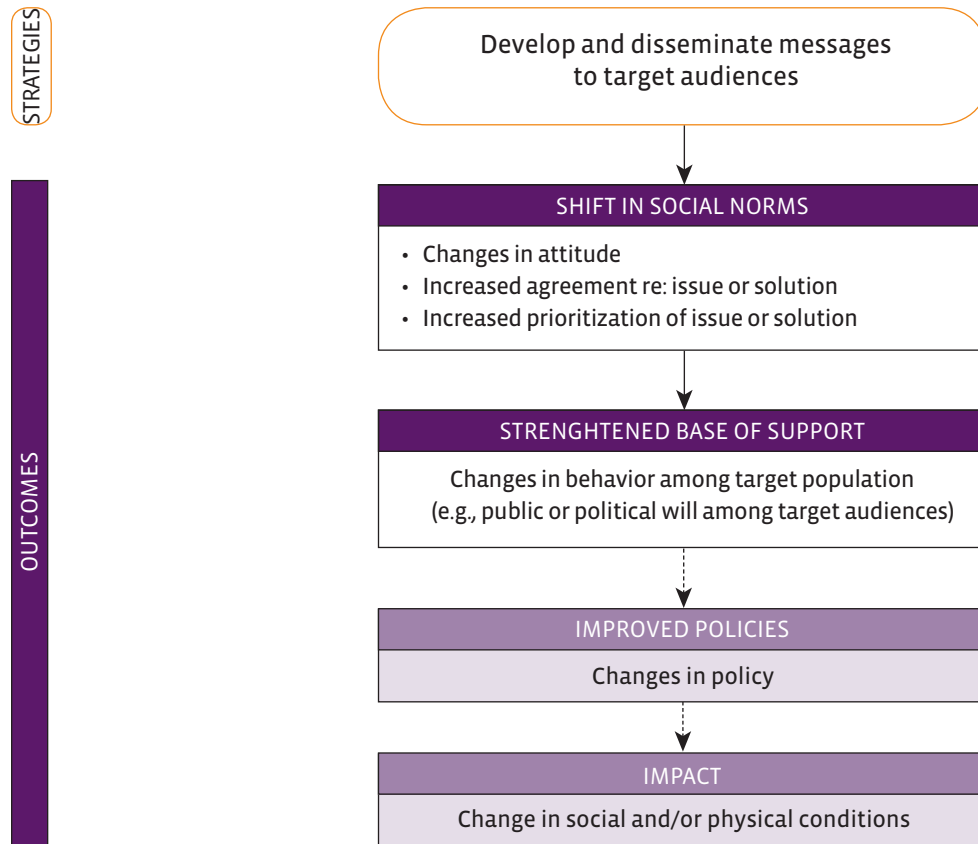 STRATEGIES
Develop and disseminate messages
to target audiences
OUTCOMES
SHIFT IN SOCIAL NORMS
• Changes in attitude
• Increased agreement re: issue or solution
• Increased prioritization of issue or solution
STRENGHTENED BASE OF SUPPORT
Changes in behavior among target population
(e.g., public or political will among target audiences)
IMPROVED POLICIES
Changes in policy
IMPACT
Change in social and/or physical conditions